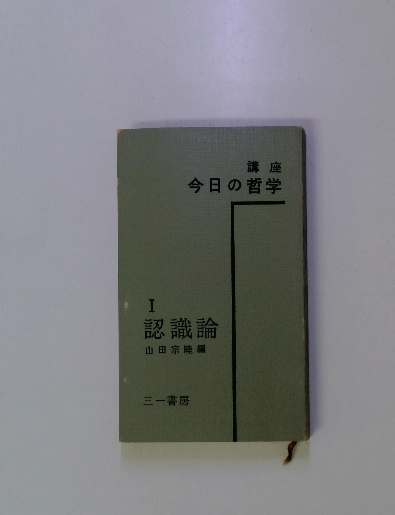 講座
今日の哲学
I
認識論
山田宗睦編
三一書房